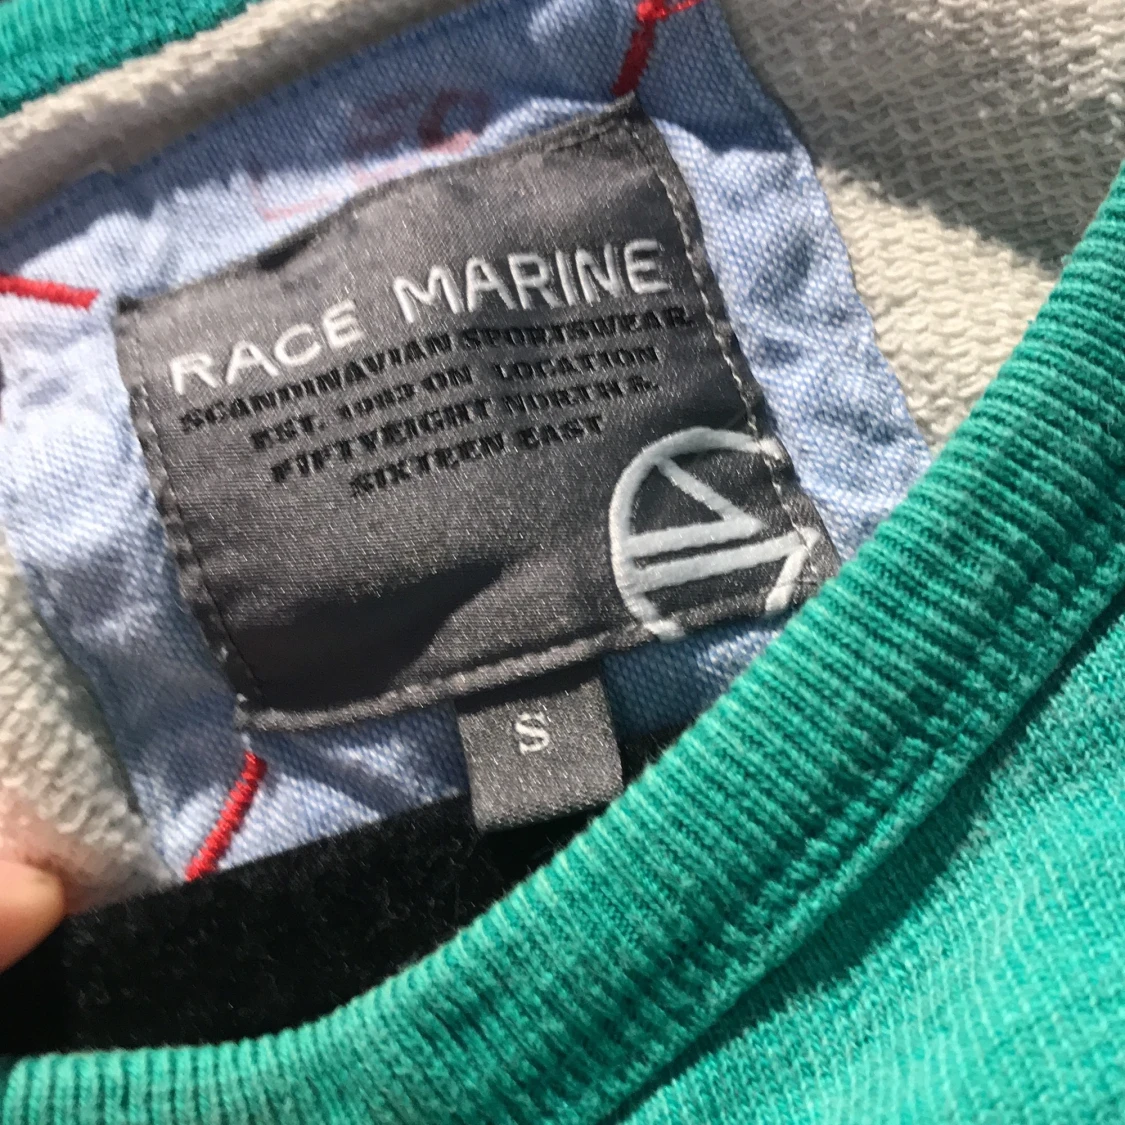 RACE MARINE
SCANDINAVIAN SPORTSWEAR
EST. 1983 ON LOCATION
FIFTYEIGHT NORTH &
SIXTEEN EAST
S